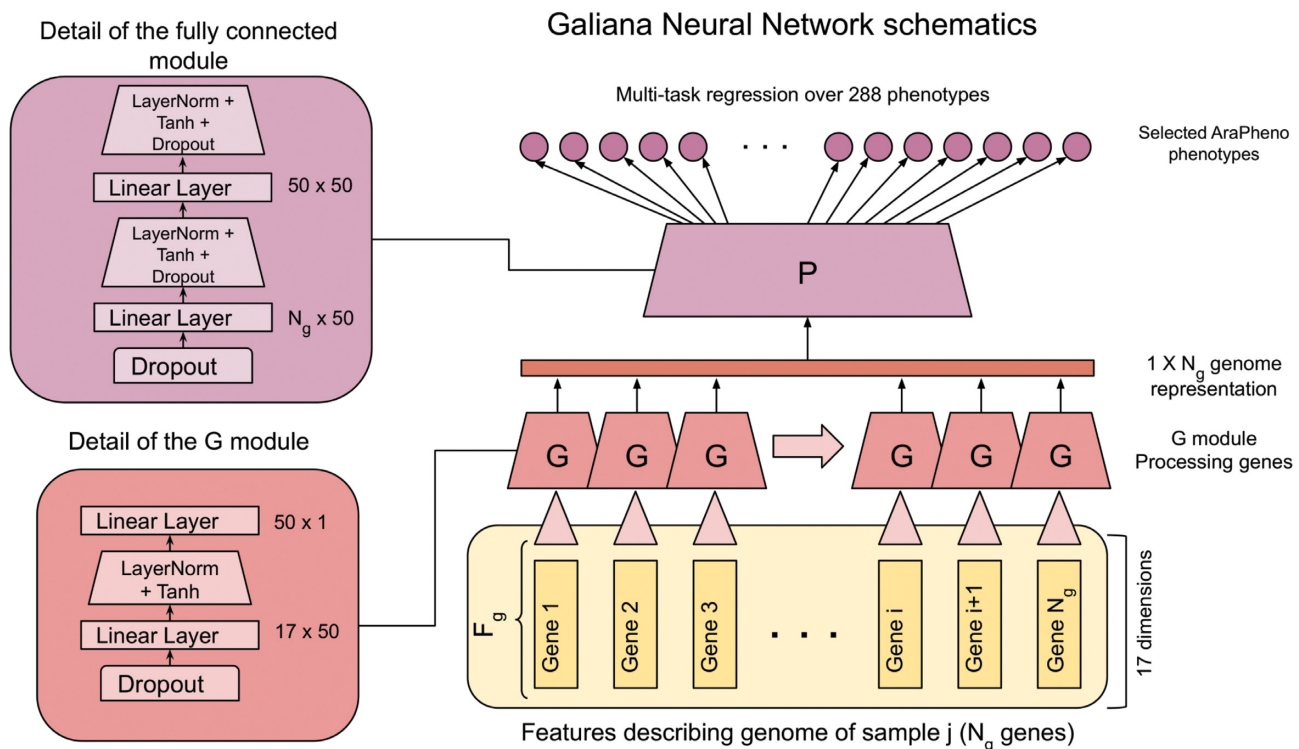 Galiana Neural Network schematics
Detail of the fully connected
module
LayerNorm +
Tanh +
Dropout
Linear Layer
50 x 50
LayerNorm +
Tanh +
Dropout
Linear Layer
Ng x 50
Dropout
Multi-task regression over 288 phenotypes
. . .
Selected AraPheno
phenotypes
P
1 X Ng genome
representation
G
G
G
G
G
G
G module
Processing genes
Detail of the G module
Linear Layer
50 x 1
LayerNorm
+ Tanh
Linear Layer
17 x 50
Dropout
Fg
Gene 1
Gene 2
Gene 3
. . .
Gene i
Gene i+1
Gene Ng
17 dimensions
Features describing genome of sample j (Ng genes)